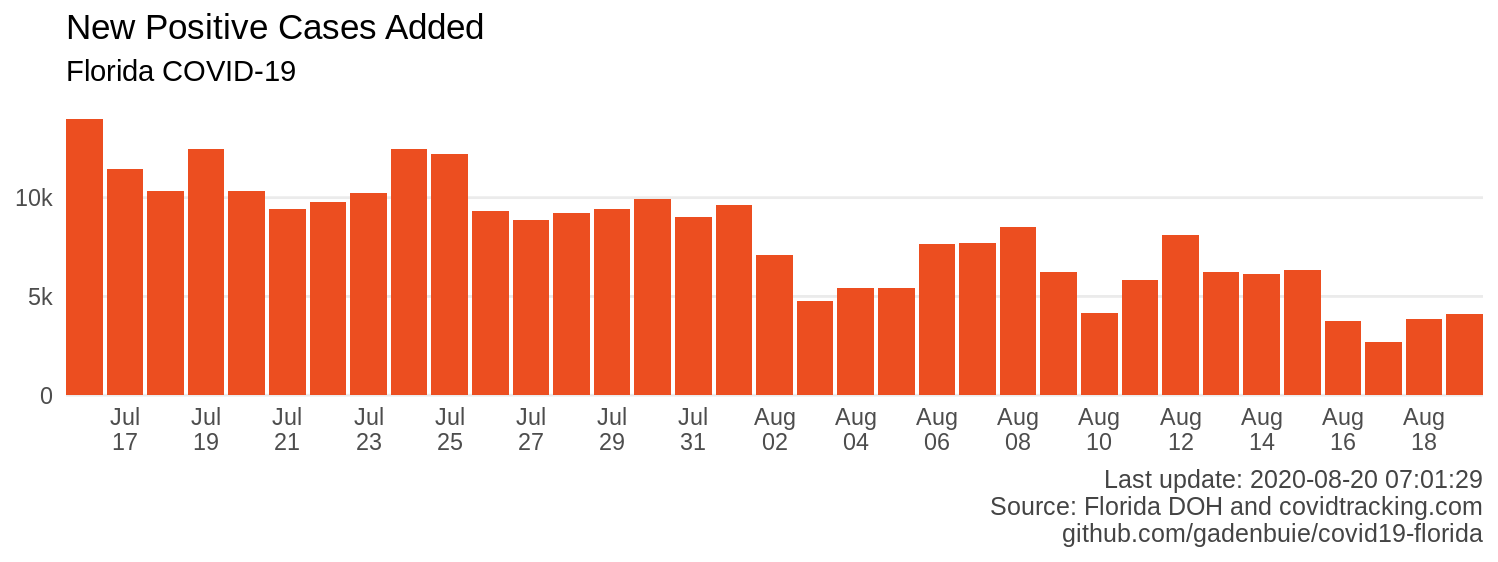 New Positive Cases Added
Florida COVID-19
10k
5k
0
Jul Jul Jul Jul Jul Jul Jul Jul Aug Aug Aug Aug Aug Aug Aug Aug Aug
17 19 21 23 25 27 29 31 02 04 06 08 10 12 14 16 18
Last update: 2020-08-20 07:01:29
Source: Florida DOH and covidtracking.com
github.com/gadenbuie/covid19-florida